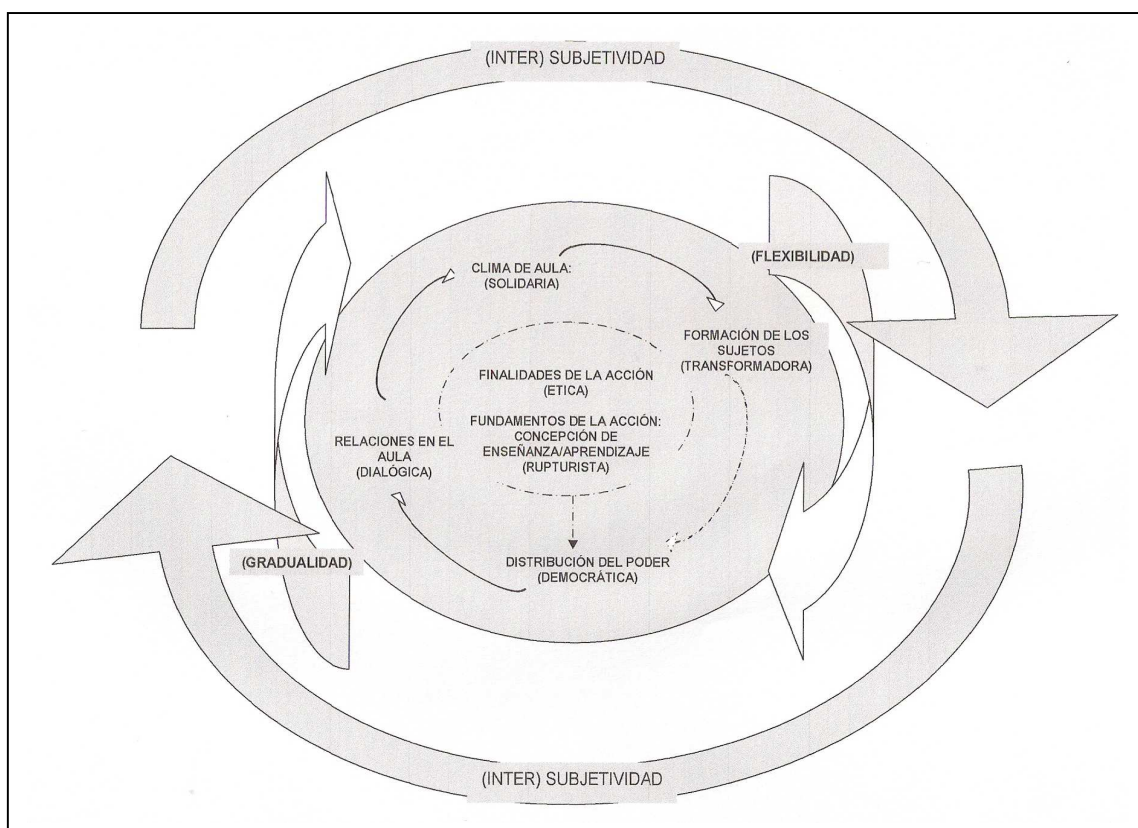 (INTER) SUBJETIVIDAD
(FLEXIBILIDAD)
CLIMA DE AULA:
(SOLIDARIA)
FORMACIÓN DE LOS
SUJETOS
(TRANSFORMADORA)
FINALIDADES DE LA ACCIÓN
(ETICA)
FUNDAMENTOS DE LA ACCIÓN:
CONCEPCIÓN DE
ENSEÑANZA/APRENDIZAJE
(RUPTURISTA)
RELACIONES EN EL
AULA
(DIALÓGICA)
(GRADUALIDAD)
DISTRIBUCIÓN DEL PODER
(DEMOCRÁTICA)
(INTER) SUBJETIVIDAD